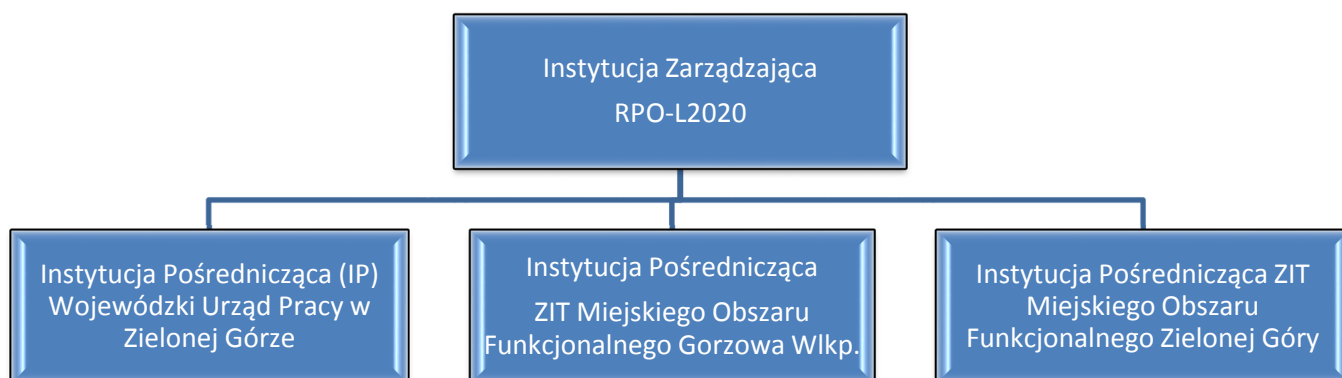 Instytucja Zarządzająca
RPO-L2020
Instytucja Pośrednicząca (IP)
Wojewódzki Urząd Pracy w
Zielonej Górze
Instytucja Pośrednicząca
ZIT Miejskiego Obszaru
Funkcjonalnego Gorzowa Wlkp.
Instytucja Pośrednicząca ZIT
Miejskiego Obszaru
Funkcjonalnego Zielonej Góry